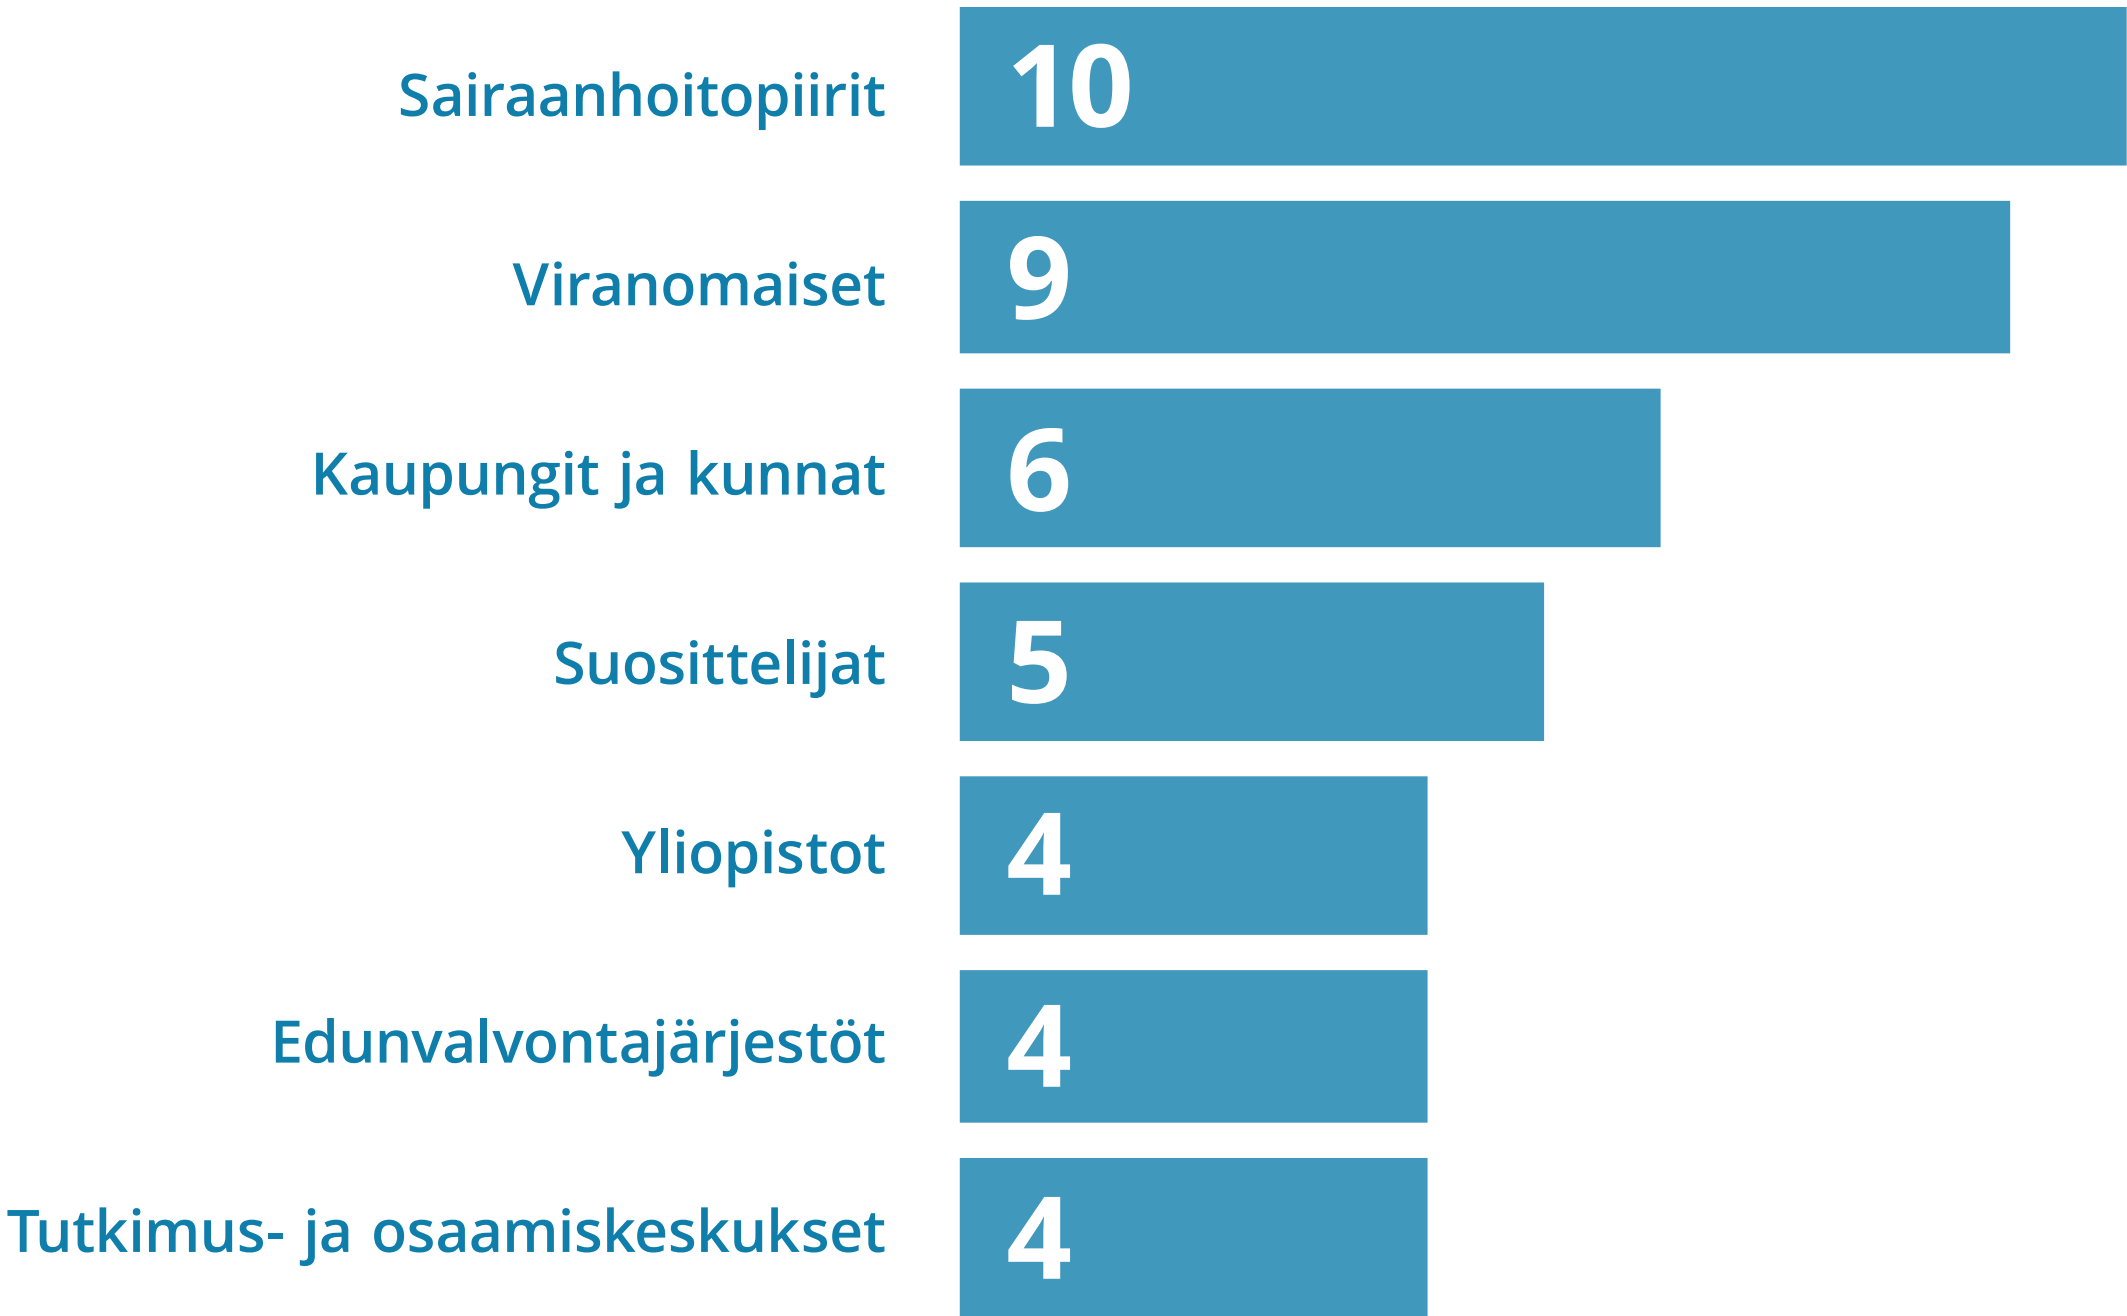 Sairaanhoitopiirit 10
Viranomaiset 9
Kaupungit ja kunnat 6
Suosittelijat 5
Yliopistot 4
Edunvalvontajärjestöt 4
Tutkimus- ja osaamiskeskukset 4